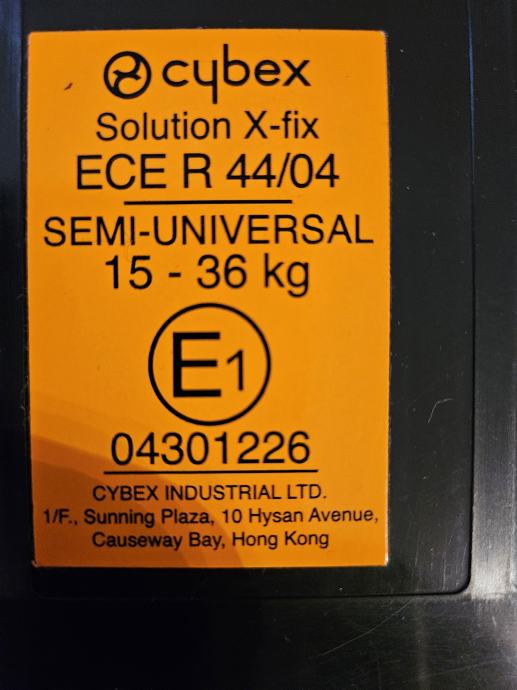 cybex
Solution X-fix
ECE R 44/04
SEMI-UNIVERSAL
15 - 36 kg
E1
04301226
CYBEX INDUSTRIAL LTD.
1/F., Sunning Plaza, 10 Hysan Avenue,
Causeway Bay, Hong Kong